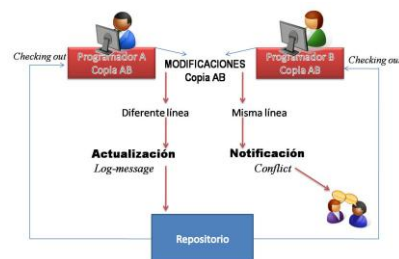 Checking out
Programador A
Copia AB
MODIFICACIONES
Copia AB
Programador B
Copia AB
Checking out
Diferente línea
Misma línea
Actualización
Log-message
Notificación
Conflict
Repositorio